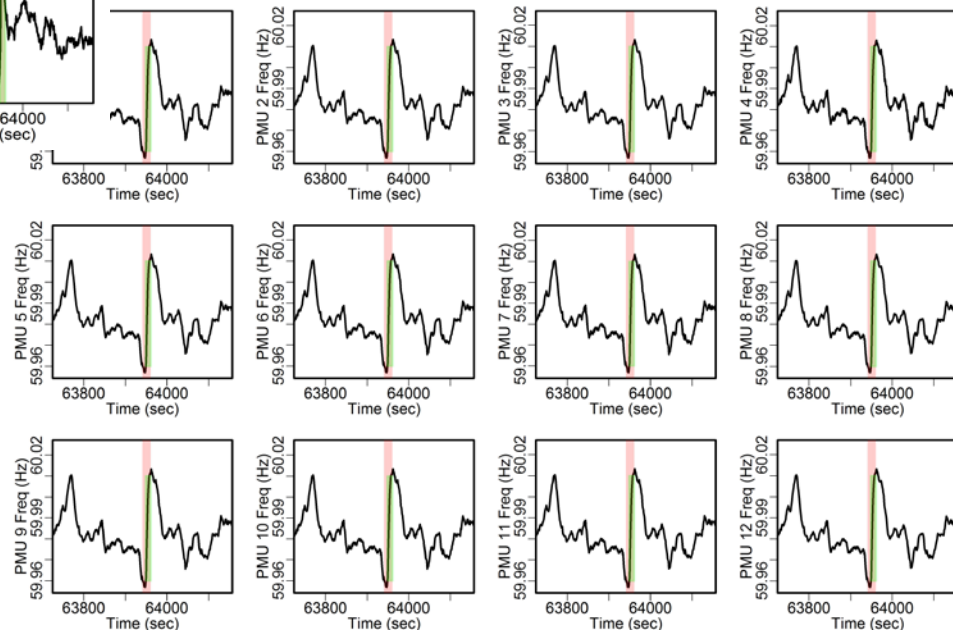 64000
(sec)
59.
63800 64000
Time (sec)
PMU 2 Freq (Hz)
59.96 59.99 60.02
63800 64000
Time (sec)
PMU 3 Freq (Hz)
59.96 59.99 60.02
63800 64000
Time (sec)
PMU 4 Freq (Hz)
59.96 59.99 60.02
63800 64000
Time (sec)
PMU 5 Freq (Hz)
59.96 59.99 60.02
63800 64000
Time (sec)
PMU 6 Freq (Hz)
59.96 59.99 60.02
63800 64000
Time (sec)
PMU 7 Freq (Hz)
59.96 59.99 60.02
63800 64000
Time (sec)
PMU 8 Freq (Hz)
59.96 59.99 60.02
63800 64000
Time (sec)
PMU 9 Freq (Hz)
59.96 59.99 60.02
63800 64000
Time (sec)
PMU 10 Freq (Hz)
59.96 59.99 60.02
63800 64000
Time (sec)
PMU 11 Freq (Hz)
59.96 59.99 60.02
63800 64000
Time (sec)
PMU 12 Freq (Hz)
59.96 59.99 60.02
63800 64000
Time (sec)